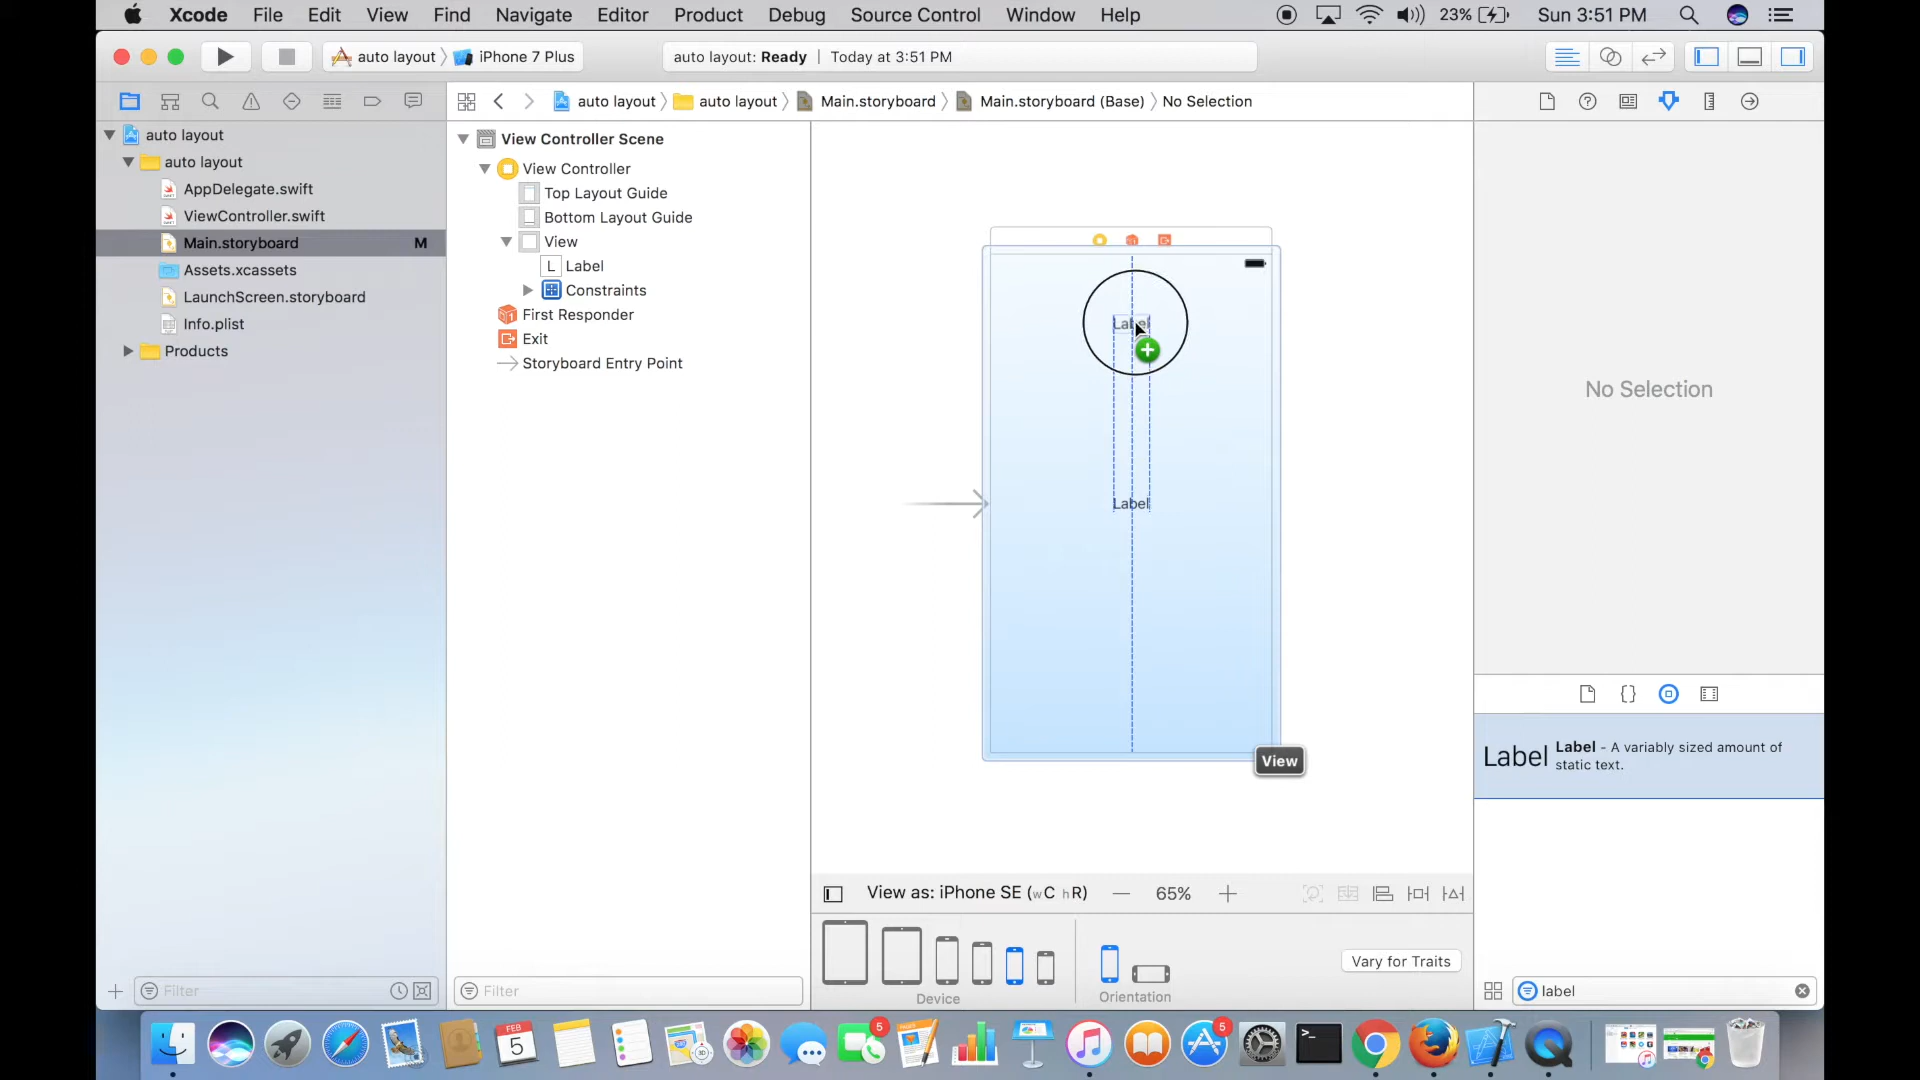 Xcode File Edit View Find Navigate Editor Product Debug Source Control Window Help 23% Sun 3:51 PM
auto layout iPhone 7 Plus auto layout: Ready | Today at 3:51 PM
auto layout auto layout Main.storyboard Main.storyboard (Base) No Selection
auto layout
auto layout
AppDelegate.swift
ViewController.swift
Main.storyboard M
Assets.xcassets
LaunchScreen.storyboard
Info.plist
Products
View Controller Scene
View Controller
Top Layout Guide
Bottom Layout Guide
View
L Label
Constraints
First Responder
Exit
Storyboard Entry Point
Label
Label
View
No Selection
Label Label - A variably sized amount of
static text.
View as: iPhone SE (wC hR) — 65% +
Device
Orientation
Vary for Traits
Filter
Filter
label
FEB
5
3D
5
5